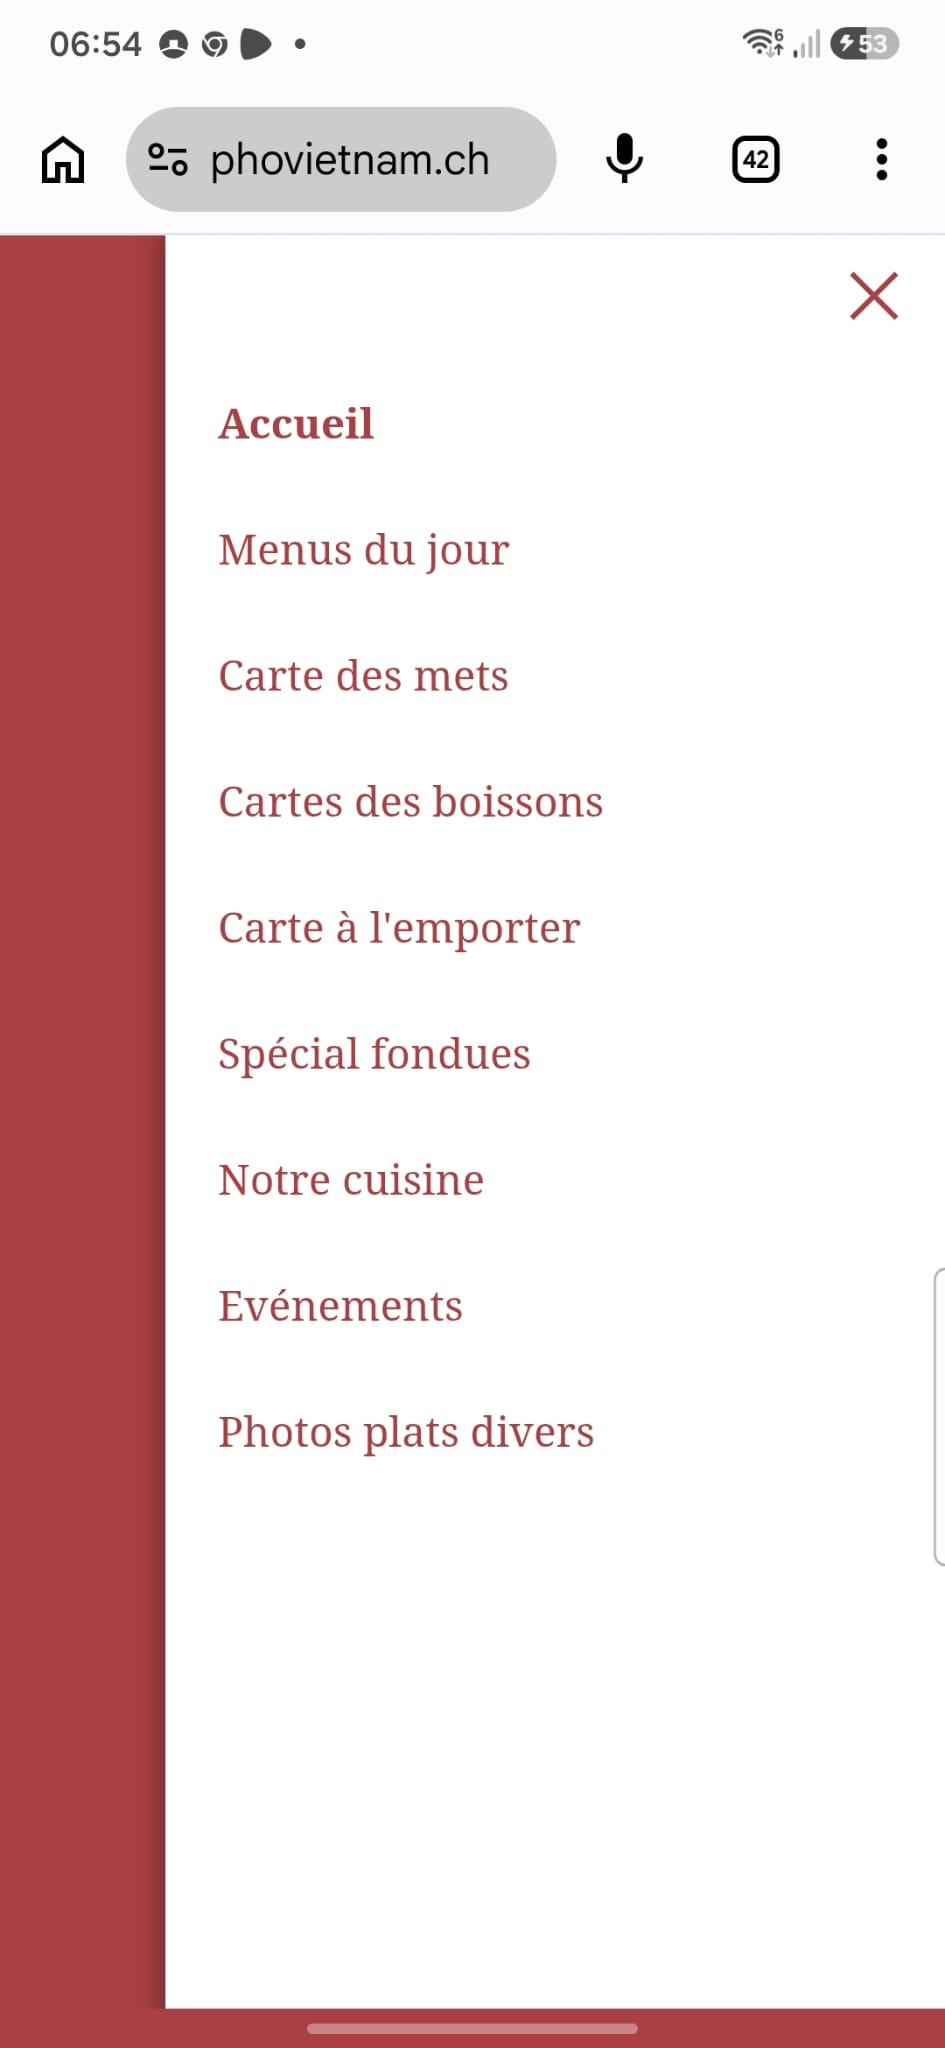 06:54
6
53
phovietnam.ch
42
Accueil
Menus du jour
Carte des mets
Cartes des boissons
Carte à l'emporter
Spécial fondues
Notre cuisine
Evénements
Photos plats divers